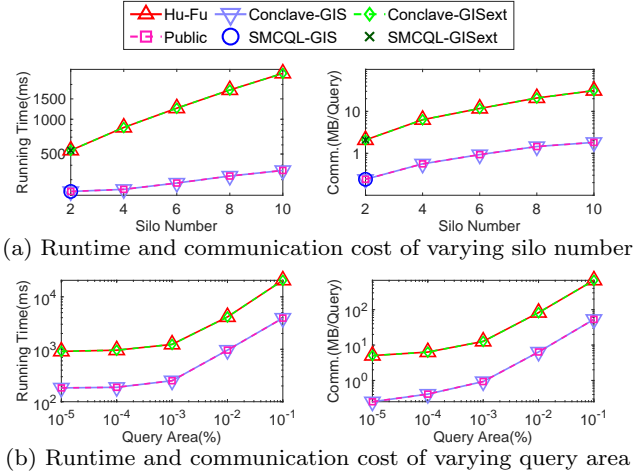 Hu-Fu Conclave-GIS Conclave-GISext
Public SMCQL-GIS SMCQL-GISext
Running Time(ms)
1500
1000
500
2 4 6 8 10
Silo Number
Comm.(MB/Query)
10
1
2 4 6 8 10
Silo Number
(a) Runtime and communication cost of varying silo number
Running Time(ms)
10^4
10^3
10^2
10^-5 10^-4 10^-3 10^-2 10^-1
Query Area(%)
Comm.(MB/Query)
10^2
10^1
10^0
10^-5 10^-4 10^-3 10^-2 10^-1
Query Area(%)
(b) Runtime and communication cost of varying query area